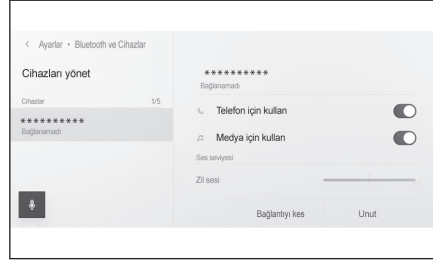 < Ayarlar • Bluetooth ve Cihazlar
Cihazları yönet
Cihazlar 1/5
**********
Bağlanamadı
**********
Bağlanamadı
Telefon için kullan
Medya için kullan
Ses seviyesi
Zil sesi
Bağlantıyı kes Unut